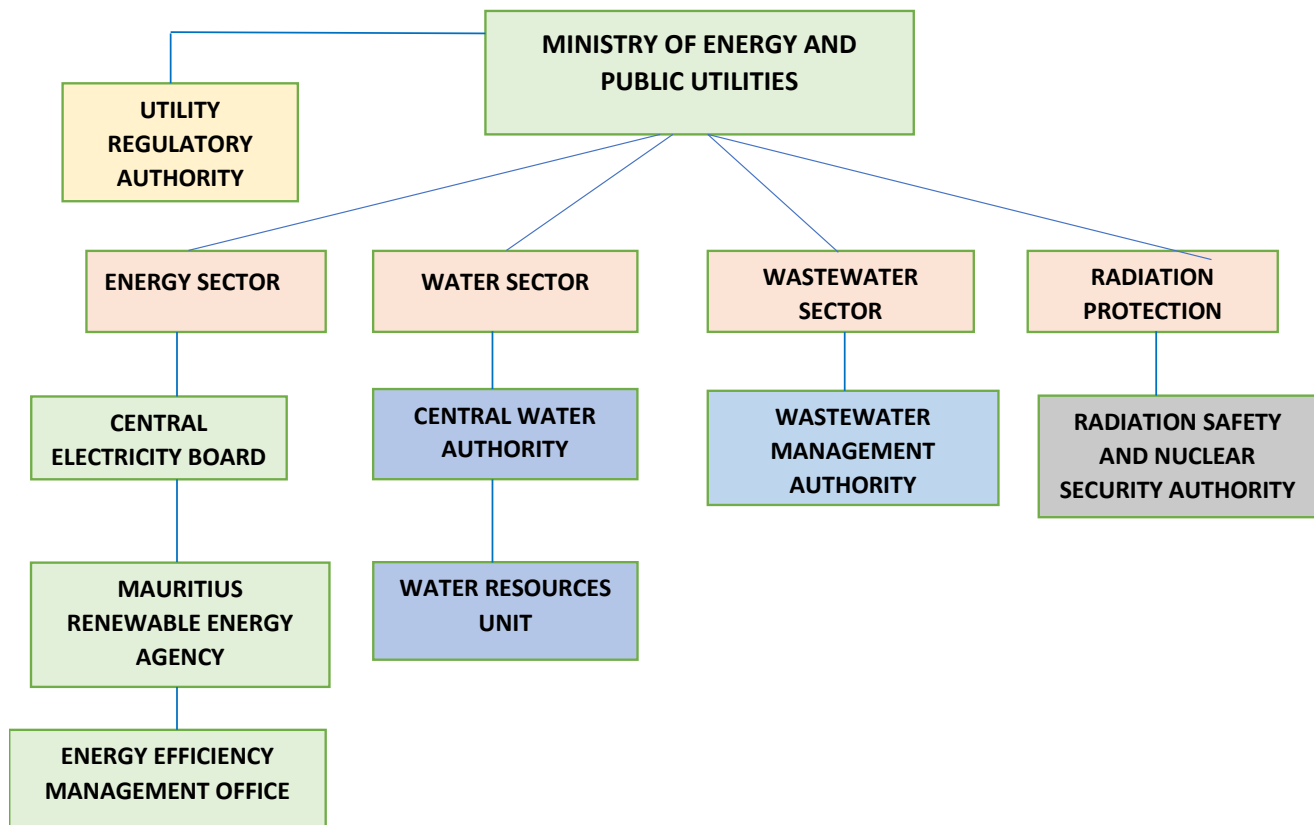 MINISTRY OF ENERGY AND
PUBLIC UTILITIES
UTILITY
REGULATORY
AUTHORITY
ENERGY SECTOR
WATER SECTOR
WASTEWATER
SECTOR
RADIATION
PROTECTION
CENTRAL
ELECTRICITY BOARD
CENTRAL WATER
AUTHORITY
WASTEWATER
MANAGEMENT
AUTHORITY
RADIATION SAFETY
AND NUCLEAR
SECURITY AUTHORITY
MAURITIUS
RENEWABLE ENERGY
AGENCY
WATER RESOURCES
UNIT
ENERGY EFFICIENCY
MANAGEMENT OFFICE